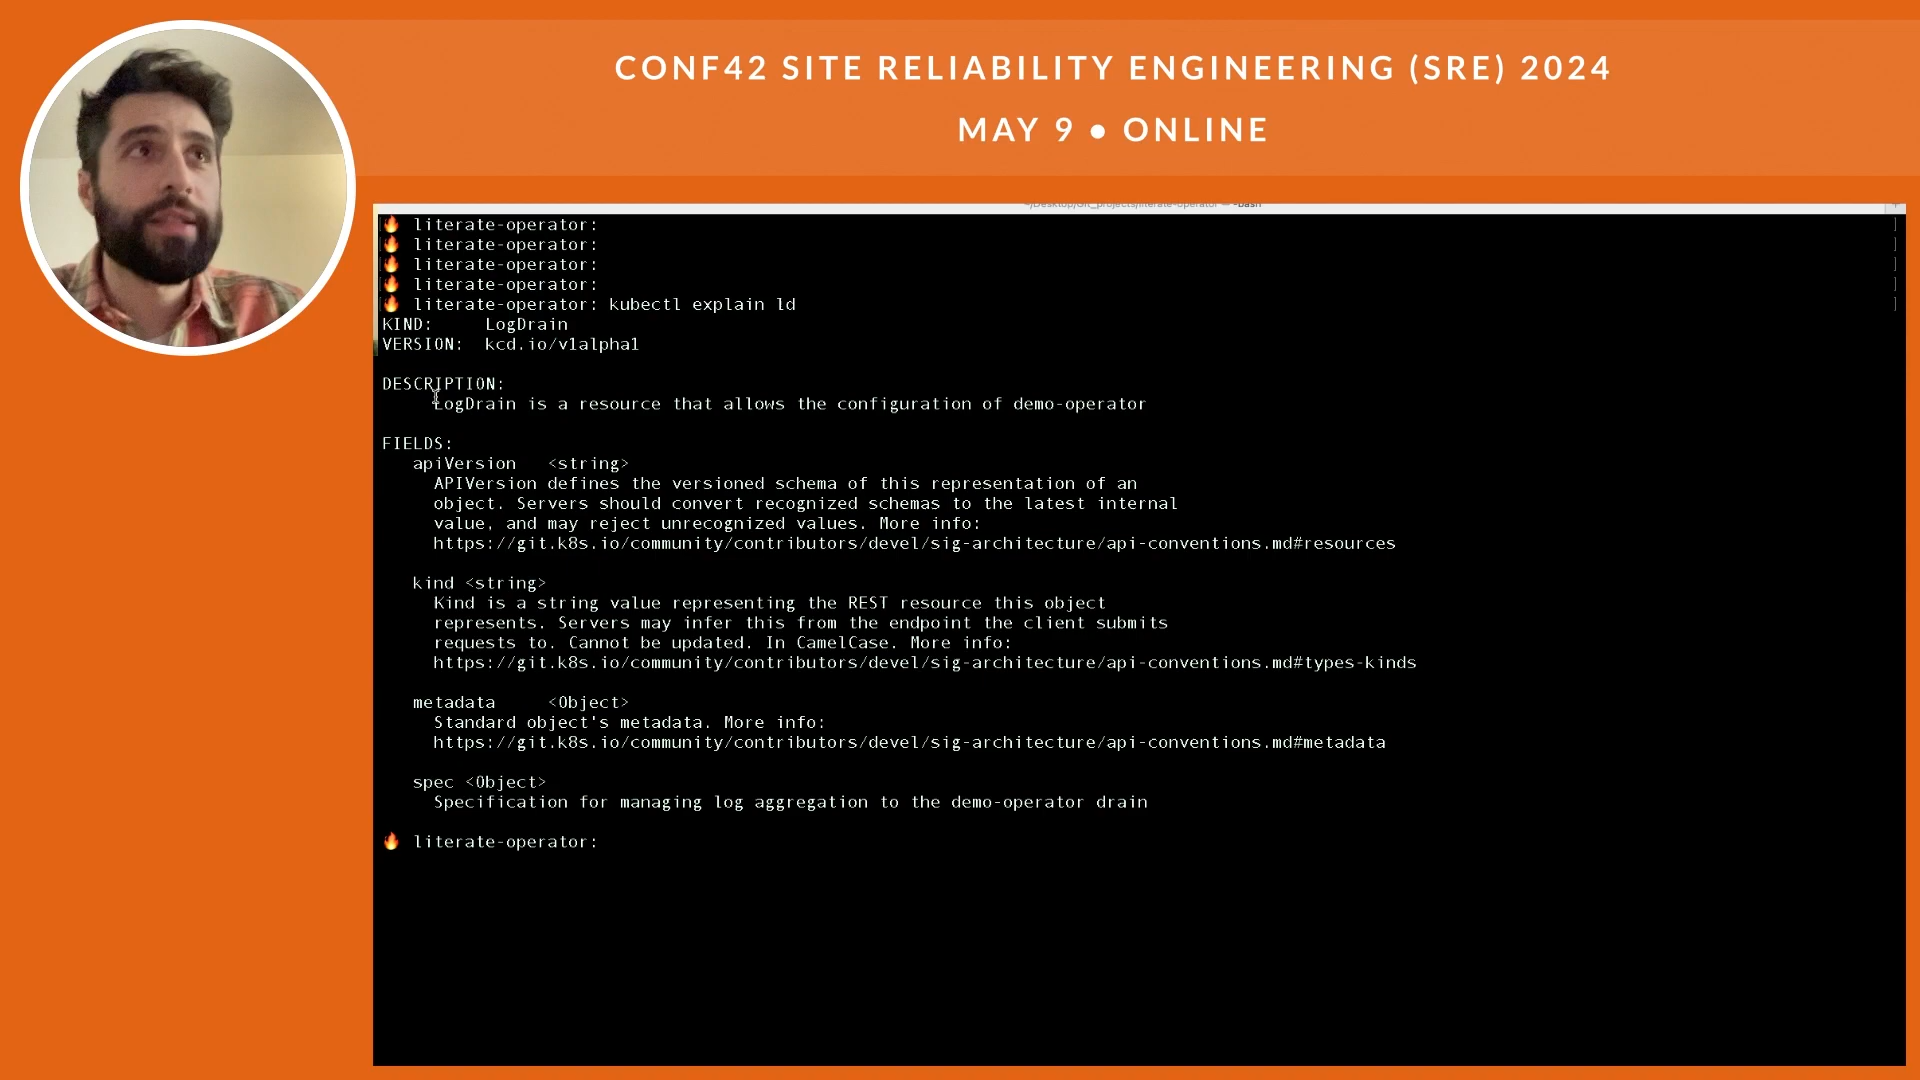 CONF42 SITE RELIABILITY ENGINEERING (SRE) 2024
MAY 9 • ONLINE
~/Desktop/Git_projects/literate-operator — -bash
🔥 literate-operator:
🔥 literate-operator:
🔥 literate-operator:
🔥 literate-operator:
🔥 literate-operator: kubectl explain ld
KIND:     LogDrain
VERSION:  kcd.io/v1alpha1
DESCRIPTION:
LogDrain is a resource that allows the configuration of demo-operator
FIELDS:
apiVersion   <string>
APIVersion defines the versioned schema of this representation of an
object. Servers should convert recognized schemas to the latest internal
value, and may reject unrecognized values. More info:
https://git.k8s.io/community/contributors/devel/sig-architecture/api-conventions.md#resources
kind <string>
Kind is a string value representing the REST resource this object
represents. Servers may infer this from the endpoint the client submits
requests to. Cannot be updated. In CamelCase. More info:
https://git.k8s.io/community/contributors/devel/sig-architecture/api-conventions.md#types-kinds
metadata     <Object>
Standard object's metadata. More info:
https://git.k8s.io/community/contributors/devel/sig-architecture/api-conventions.md#metadata
spec <Object>
Specification for managing log aggregation to the demo-operator drain
🔥 literate-operator: